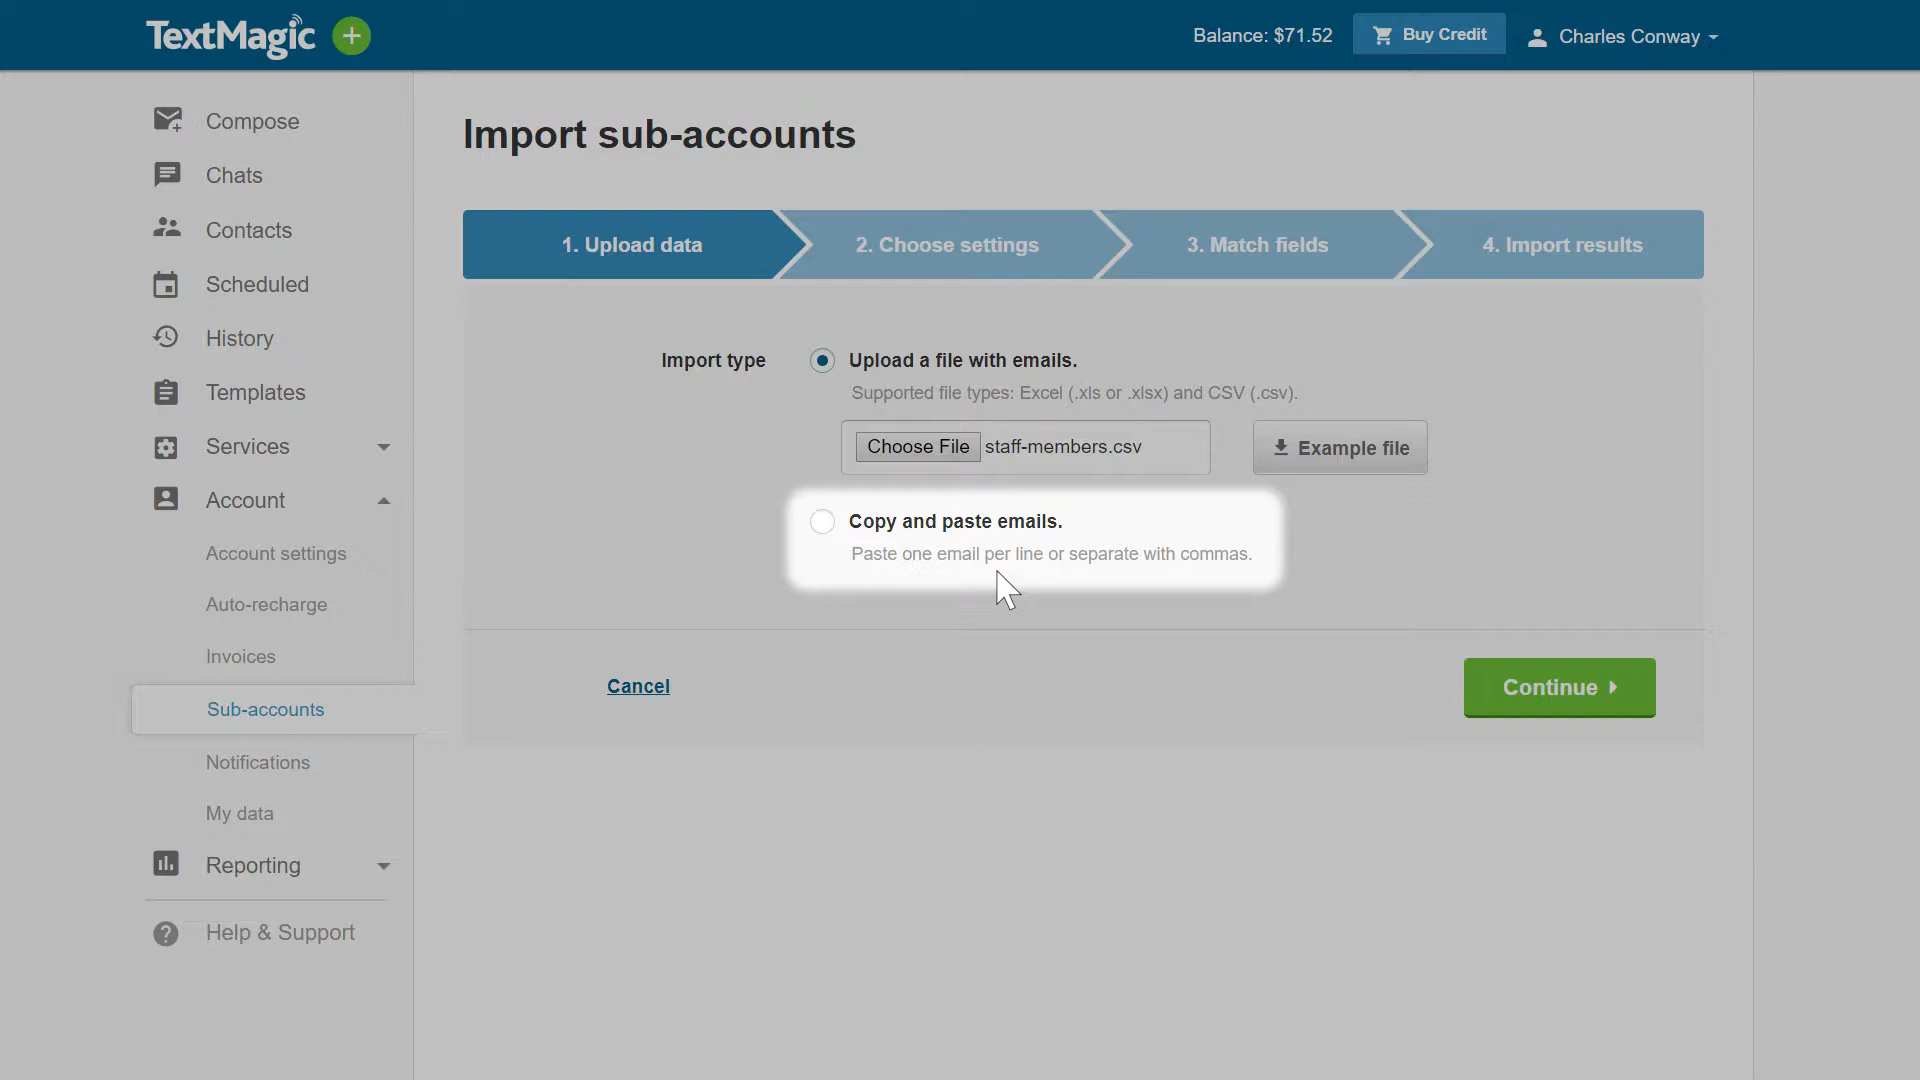 TextMagic
Balance: $71.52
Buy Credit
Charles Conway
Compose
Chats
Contacts
Scheduled
History
Templates
Services
Account
Account settings
Auto-recharge
Invoices
Sub-accounts
Notifications
My data
Reporting
Help & Support
Import sub-accounts
1. Upload data
2. Choose settings
3. Match fields
4. Import results
Import type
Upload a file with emails.
Supported file types: Excel (.xls or .xlsx) and CSV (.csv).
Choose File staff-members.csv
Example file
Copy and paste emails.
Paste one email per line or separate with commas.
Cancel
Continue